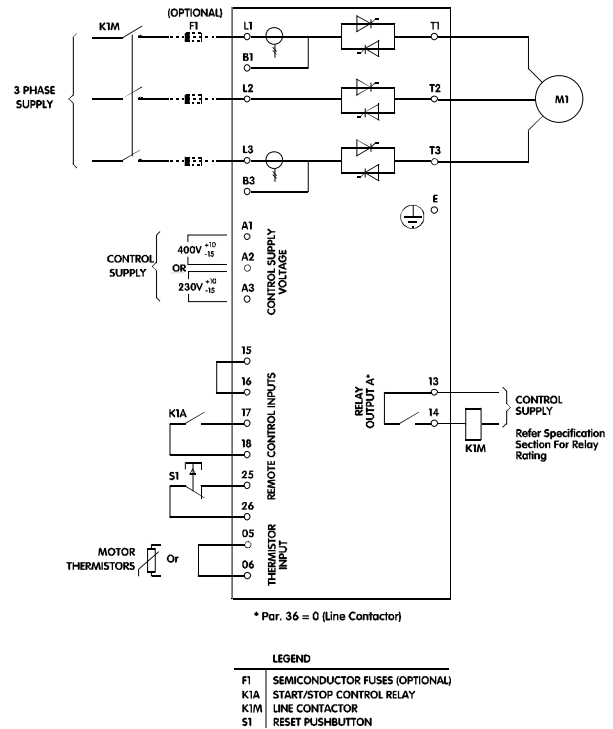 (OPTIONAL)
K1M F1 L1 T1
B1
3 PHASE
SUPPLY
L2 T2 M1
L3 T3
B3
E
A1
400V +10 -15
CONTROL
SUPPLY
A2
OR
230V +10 -15
A3
CONTROL SUPPLY
VOLTAGE
15
16
K1A 17
18
S1 25
26
REMOTE CONTROL INPUTS
RELAY
OUTPUT A*
13
14
K1M
CONTROL
SUPPLY
Refer Specification
Section For Relay
Rating
05
MOTOR
THERMISTORS
Or
06
THERMISTOR
INPUT
* Par. 36 = 0 (Line Contactor)
LEGEND
F1 SEMICONDUCTOR FUSES (OPTIONAL)
K1A START/STOP CONTROL RELAY
K1M LINE CONTACTOR
S1 RESET PUSHBUTTON